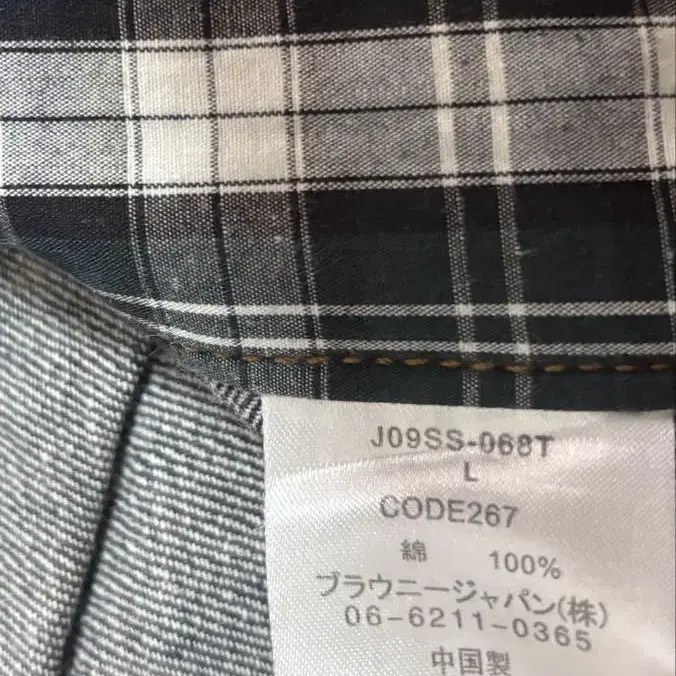 J09SS-068T
L
CODE267
綿 100%
ブラウニージャパン(株)
06-6211-0365
中国製